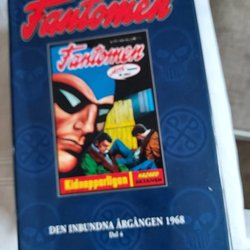 Fantomen
Fantomen
Kidnapparligan
DEN INBUNDNA ÅRGÅNGEN 1968
Del 4